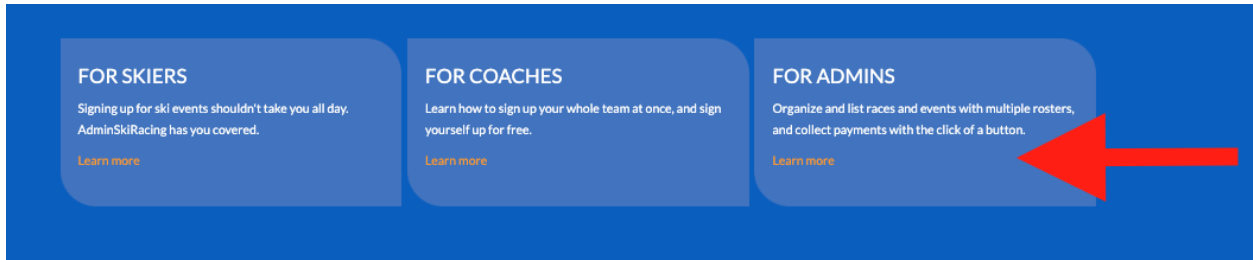 FOR SKIERS
Signing up for ski events shouldn't take you all day.
AdminSkiRacing has you covered.
Learn more
FOR COACHES
Learn how to sign up your whole team at once, and sign
yourself up for free.
Learn more
FOR ADMINS
Organize and list races and events with multiple rosters,
and collect payments with the click of a button.
Learn more